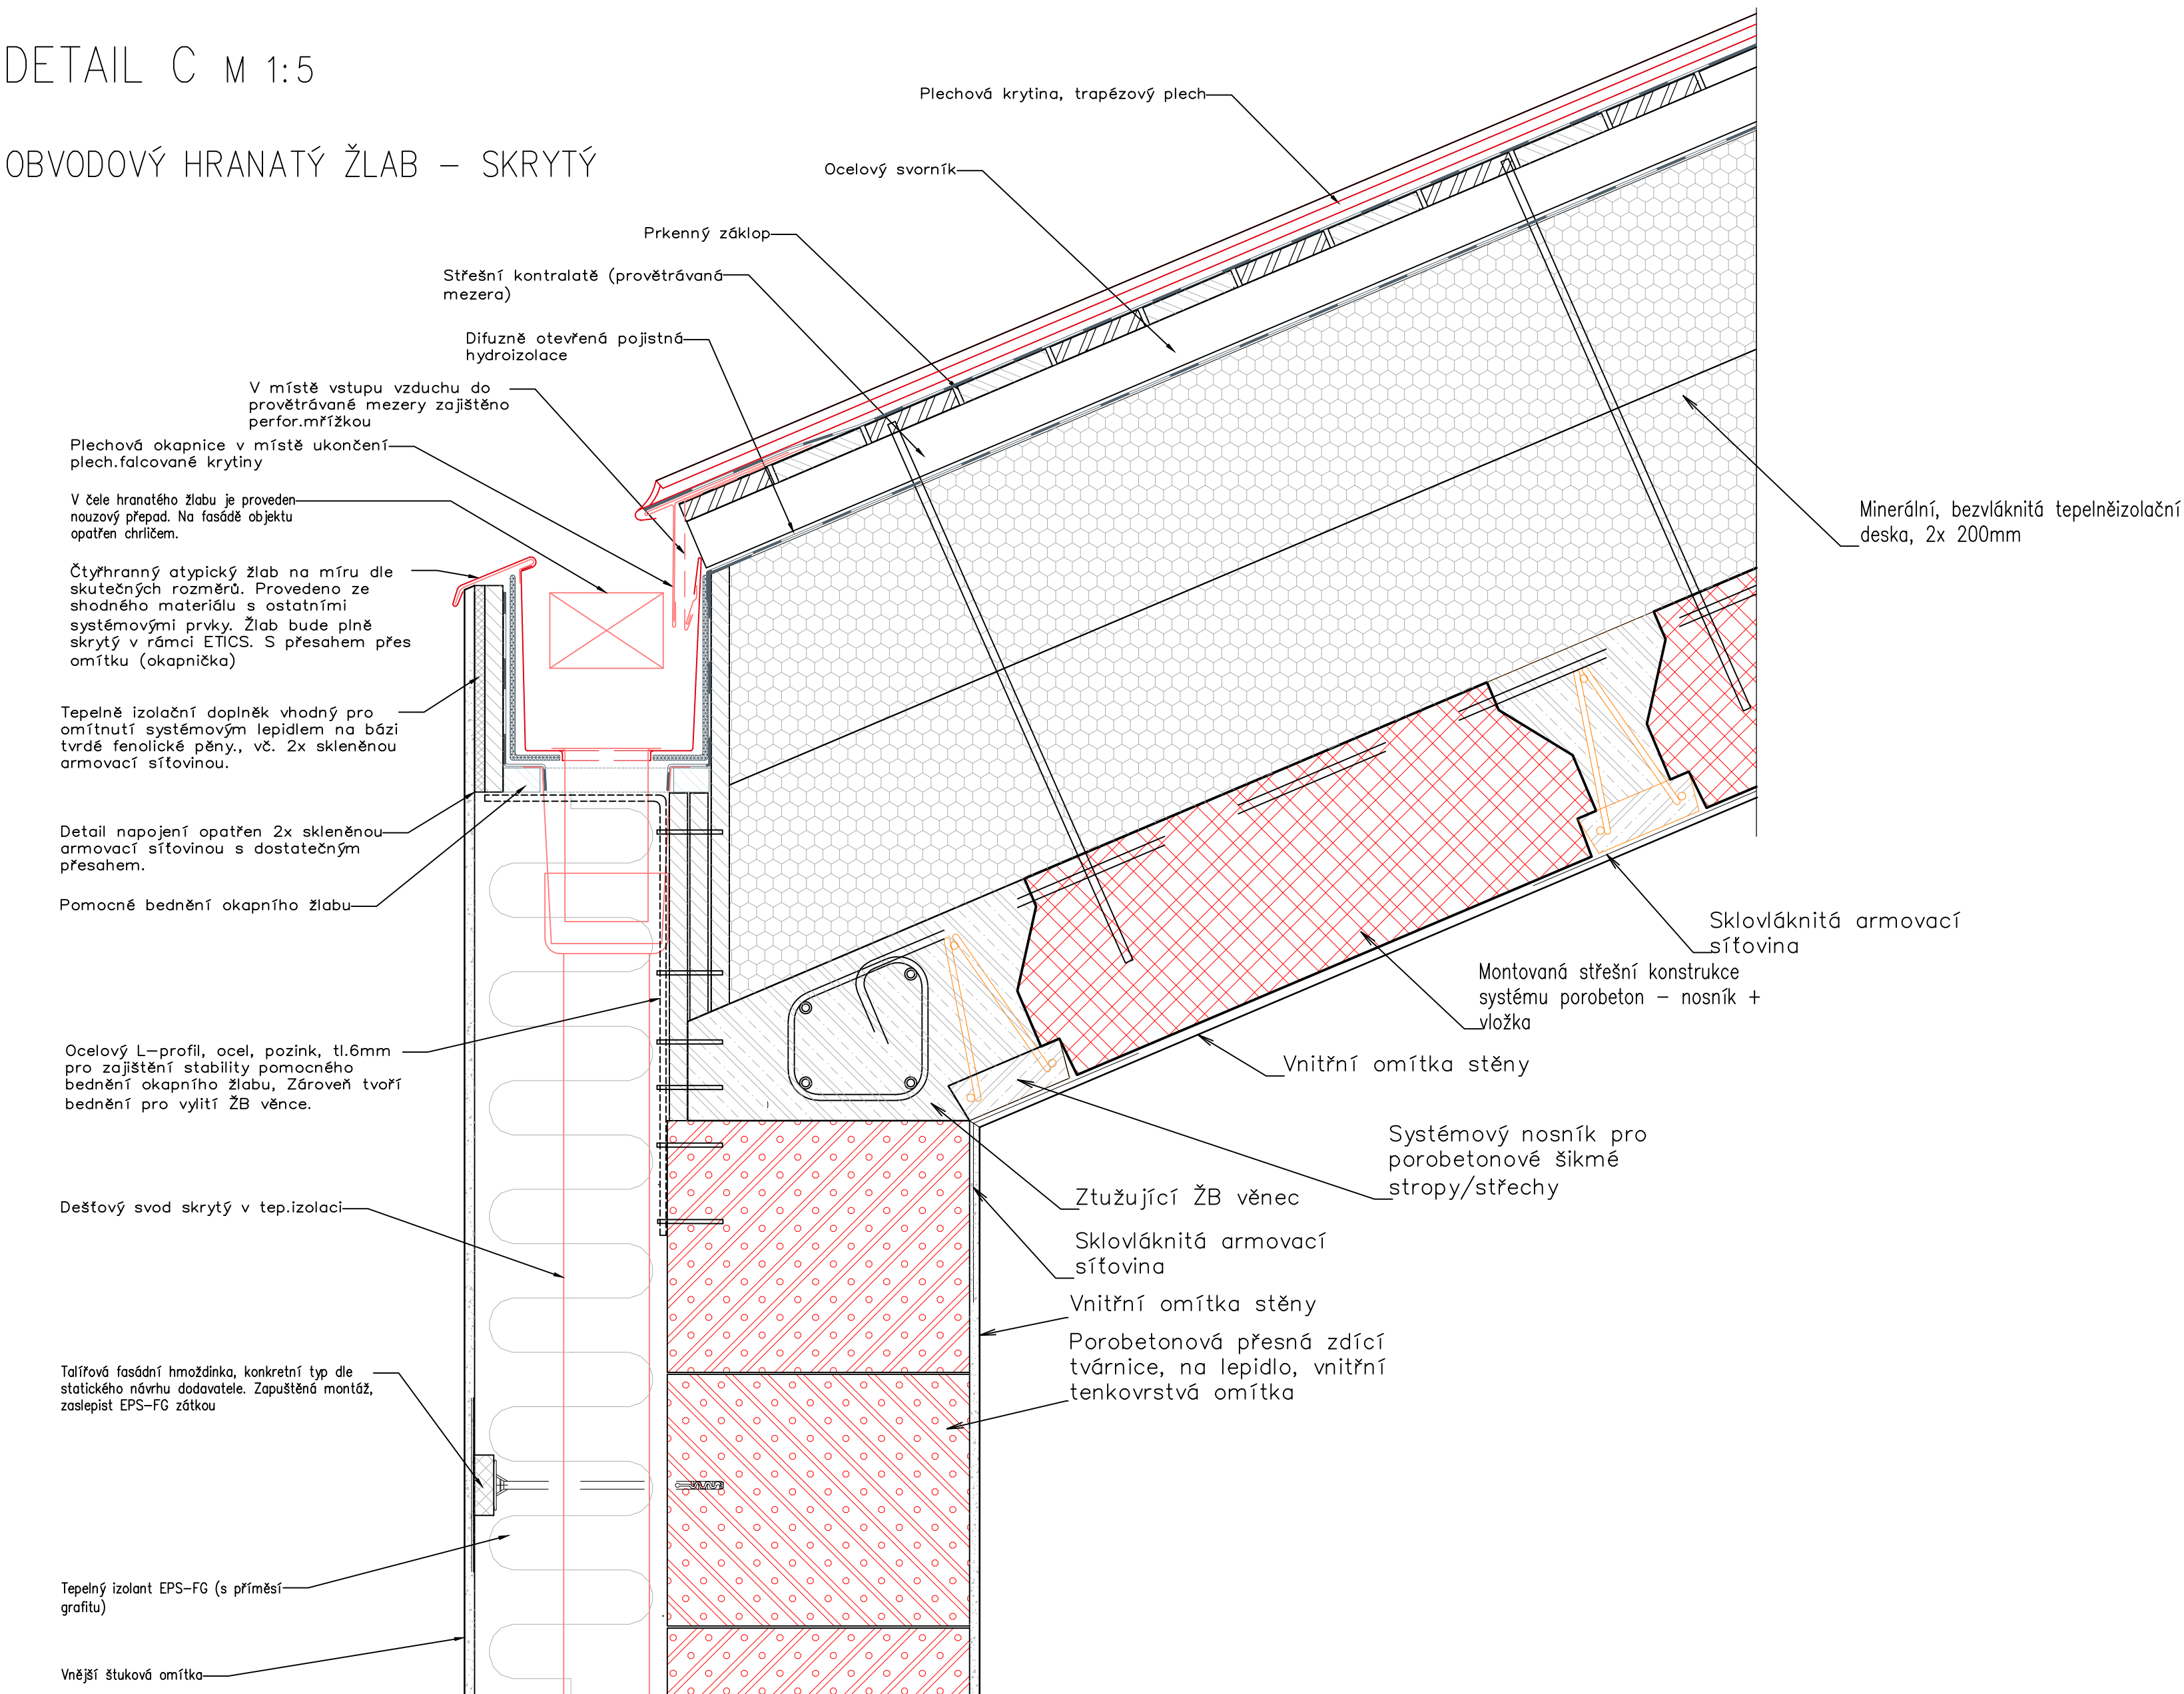 DETAIL C M 1:5
OBVODOVÝ HRANATÝ ŽLAB – SKRYTÝ
Plechová krytina, trapézový plech
Ocelový svorník
Prkenný záklop
Střešní kontralatě (provětrávaná
mezera)
Difuzně otevřená pojistná
hydroizolace
V místě vstupu vzduchu do
provětrávané mezery zajištěno
perfor.mřížkou
Plechová okapnice v místě ukončení
plech.falcované krytiny
V čele hranatého žlabu je proveden
nouzový přepad. Na fasádě objektu
opatřen chrličem.
Čtyřhranný atypický žlab na míru dle
skutečných rozměrů. Provedeno ze
shodného materiálu s ostatními
systémovými prvky. Žlab bude plně
skrytý v rámci ETICS. S přesahem přes
omítku (okapnička)
Tepelně izolační doplněk vhodný pro
omítnutí systémovým lepidlem na bázi
tvrdé fenolické pěny., vč. 2x skleněnou
armovací síťovinou.
Detail napojení opatřen 2x skleněnou
armovací síťovinou s dostatečným
přesahem.
Pomocné bednění okapního žlabu
Ocelový L–profil, ocel, pozink, tl.6mm
pro zajištění stability pomocného
bednění okapního žlabu, Zároveň tvoří
bednění pro vylití ŽB věnce.
Dešťový svod skrytý v tep.izolaci
Talířová fasádní hmoždinka, konkretní typ dle
statického návrhu dodavatele. Zapuštěná montáž,
zaslepist EPS–FG zátkou
Tepelný izolant EPS–FG (s příměsí
grafitu)
Vnější štuková omítka
Minerální, bezvláknitá tepelněizolační
deska, 2x 200mm
Sklovláknitá armovací
síťovina
Montovaná střešní konstrukce
systému porobeton – nosník +
vložka
Vnitřní omítka stěny
Systémový nosník pro
porobetonové šikmé
stropy/střechy
Ztužující ŽB věnec
Sklovláknitá armovací
síťovina
Vnitřní omítka stěny
Porobetonová přesná zdící
tvárnice, na lepidlo, vnitřní
tenkovrstvá omítka